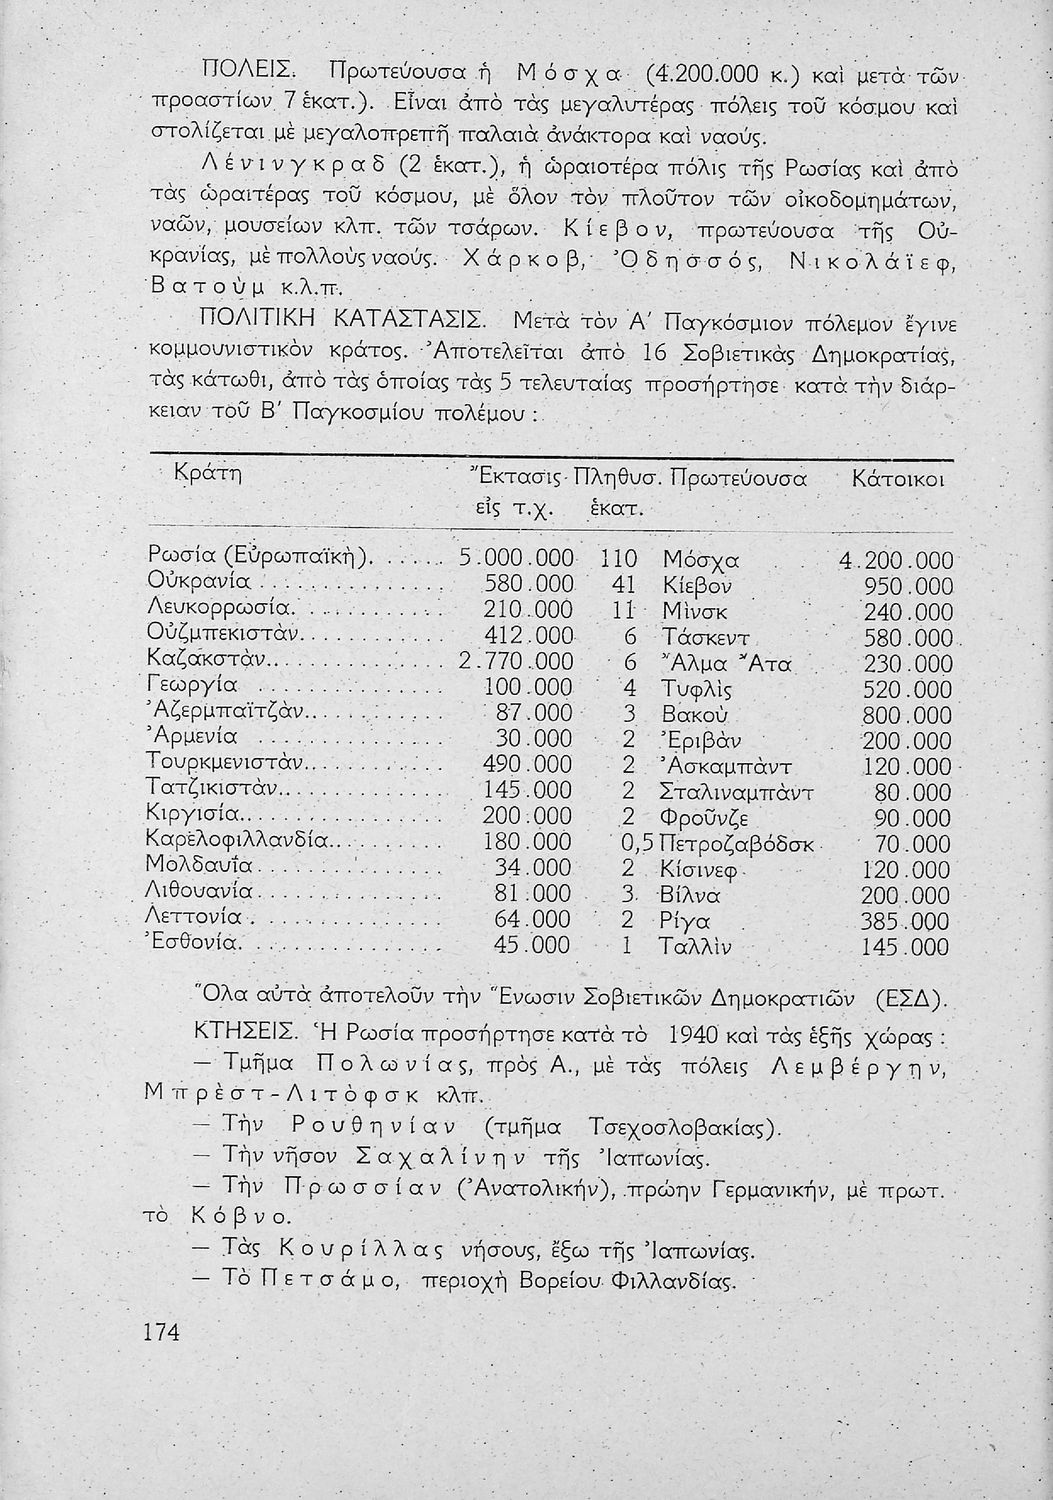 ΠΟΛΕΙΣ. Πρωτεύουσα ἡ Μόσχα (4.200.000 κ.) καὶ μετὰ τῶν
προαστίων 7 ἑκατ.). Εἶναι ἀπὸ τὰς μεγαλυτέρας πόλεις τοῦ κόσμου καὶ
στολίζεται μὲ μεγαλοπρεπῆ παλαιὰ ἀνάκτορα καὶ ναούς.
Λένινγκραδ (2 ἑκατ.), ἡ ὡραιοτέρα πόλις τῆς Ρωσίας καὶ ἀπὸ
τὰς ὡραιτέρας τοῦ κόσμου, μὲ ὅλον τὸν πλοῦτον τῶν οἰκοδομημάτων,
ναῶν, μουσείων κλπ. τῶν τσάρων. Κίεβον, πρωτεύουσα τῆς Οὐ-
κρανίας, μὲ πολλοὺς ναούς. Χάρκοβ, Ὀδησσός, Νικολάϊεφ,
Βατοὺμ κ.λ.π.
ΠΟΛΙΤΙΚΗ ΚΑΤΑΣΤΑΣΙΣ. Μετὰ τὸν Α′ Παγκόσμιον πόλεμον ἔγινε
κομμουνιστικὸν κράτος. Ἀποτελεῖται ἀπὸ 16 Σοβιετικὰς Δημοκρατίας,
τὰς κάτωθι, ἀπὸ τὰς ὁποίας τὰς 5 τελευταίας προσήρτησε κατὰ τὴν διάρ-
κειαν τοῦ Β′ Παγκοσμίου πολέμου :
Κράτη Ἔκτασις Πληθυσ. Πρωτεύουσα Κάτοικοι
εἰς τ.χ. ἑκατ.
Ρωσία (Εὐρωπαϊκὴ). ...... 5.000.000 110 Μόσχα 4.200.000
Οὐκρανία ............ 580.000 41 Κίεβον 950.000
Λευκορρωσία. ........... 210.000 11 Μὶνσκ 240.000
Οὐζμπεκιστὰν........... 412.000 6 Τάσκεντ 580.000
Καζακστὰν............. 2.770.000 6 Ἄλμα Ἄτα 230.000
Γεωργία ............. 100.000 4 Τυφλὶς 520.000
Ἀζερμπαϊτζὰν........... 87.000 3 Βακοὺ 800.000
Ἀρμενία ............. 30.000 2 Ἐριβὰν 200.000
Τουρκμενιστὰν........... 490.000 2 Ἀσκαμπὰντ 120.000
Τατζικιστὰν............ 145.000 2 Σταλιναμπὰντ 80.000
Κιργισία.............. 200.000 2 Φροῦνζε 90.000
Καρελοφιλλανδία.......... 180.000 0,5 Πετροζαβόδσκ 70.000
Μολδαυΐα............. 34.000 2 Κίσινεφ 120.000
Λιθουανία............. 81.000 3 Βίλνα 200.000
Λεττονία ............. 64.000 2 Ρίγα 385.000
Ἐσθονία. ............. 45.000 1 Ταλλὶν 145.000
Ὅλα αὐτὰ ἀποτελοῦν τὴν Ἕνωσιν Σοβιετικῶν Δημοκρατιῶν (ΕΣΔ).
ΚΤΗΣΕΙΣ. Ἡ Ρωσία προσήρτησε κατὰ τὸ 1940 καὶ τὰς ἑξῆς χώρας :
— Τμῆμα Πολωνίας, πρὸς Α., μὲ τὰς πόλεις Λεμβέργην,
Μπρὲστ-Λιτὸφσκ κλπ.
— Τὴν Ρουθηνίαν (τμῆμα Τσεχοσλοβακίας).
— Τὴν νῆσον Σαχαλίνην τῆς Ἰαπωνίας.
— Τὴν Πρωσσίαν (Ἀνατολικήν), πρώην Γερμανικήν, μὲ πρωτ.
τὸ Κόβνο.
— Τὰς Κουρίλλας νήσους, ἔξω τῆς Ἰαπωνίας.
— Τὸ Πετσάμο, περιοχὴ Βορείου Φιλλανδίας.
174